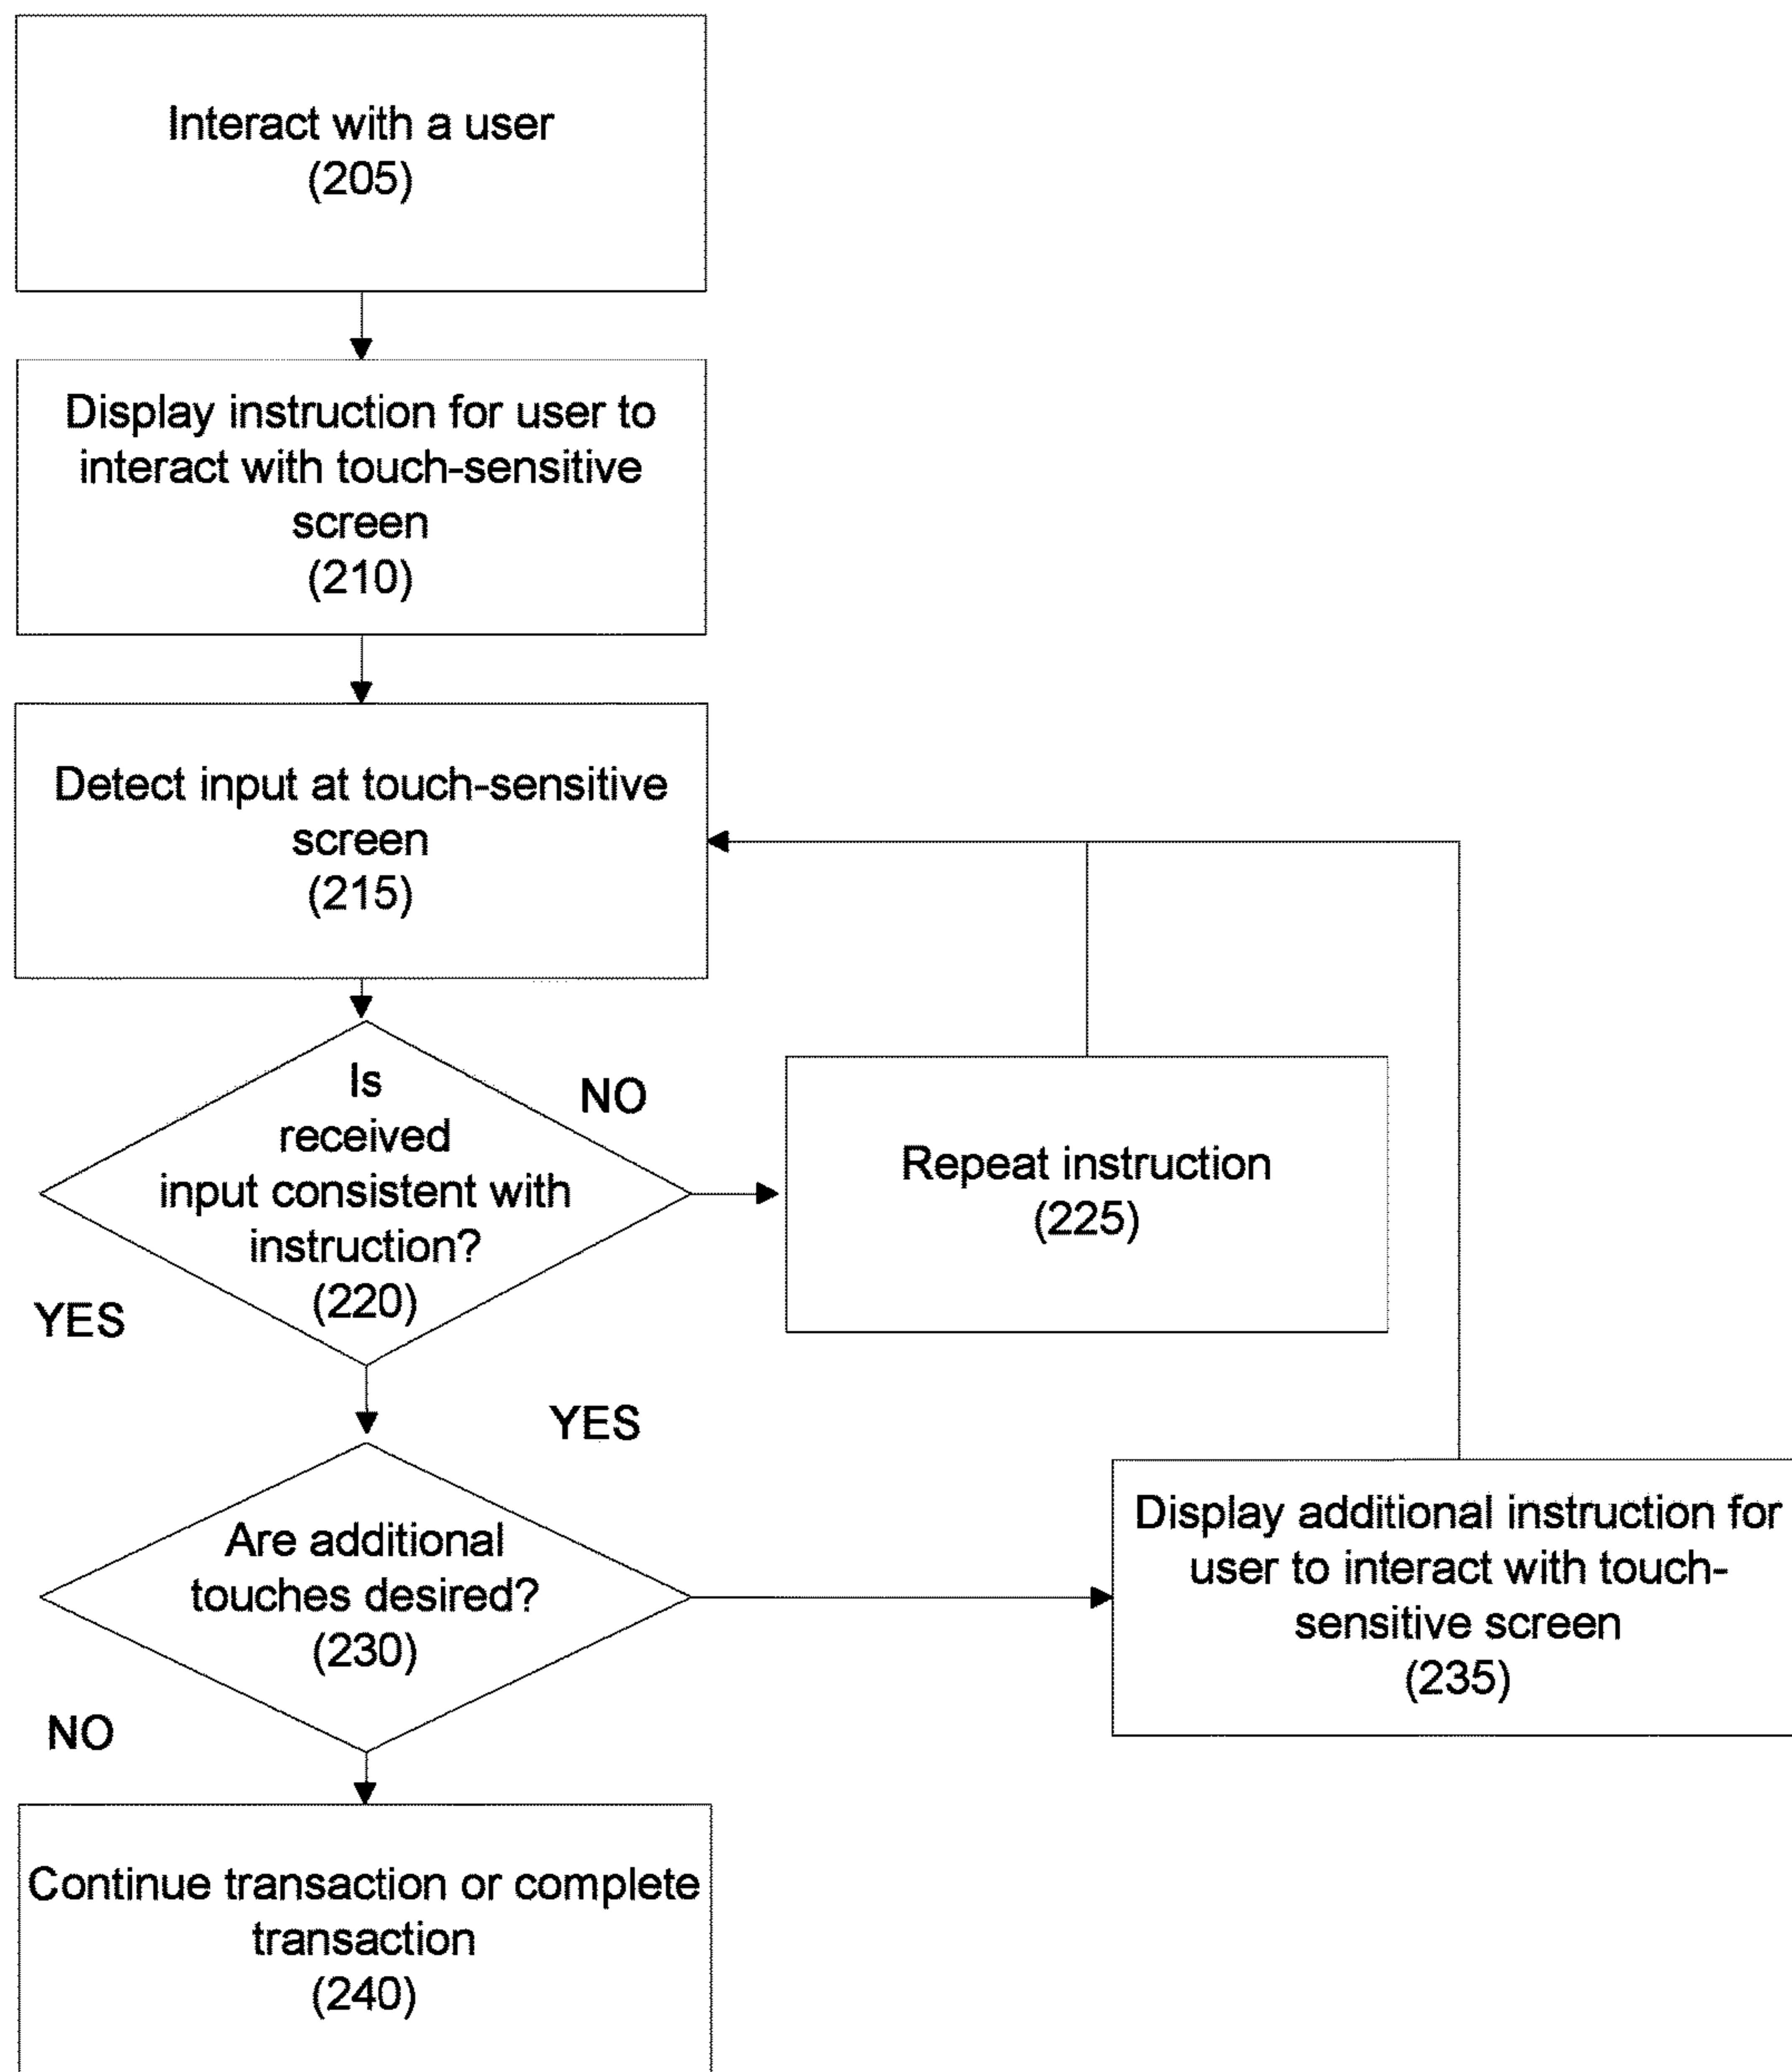 Interact with a user
(205)
Display instruction for user to
interact with touch-sensitive
screen
(210)
Detect input at touch-sensitive
screen
(215)
Is
received
input consistent with
instruction?
(220)
NO
YES
Repeat instruction
(225)
Are additional
touches desired?
(230)
YES
NO
Display additional instruction for
user to interact with touch-
sensitive screen
(235)
Continue transaction or complete
transaction
(240)